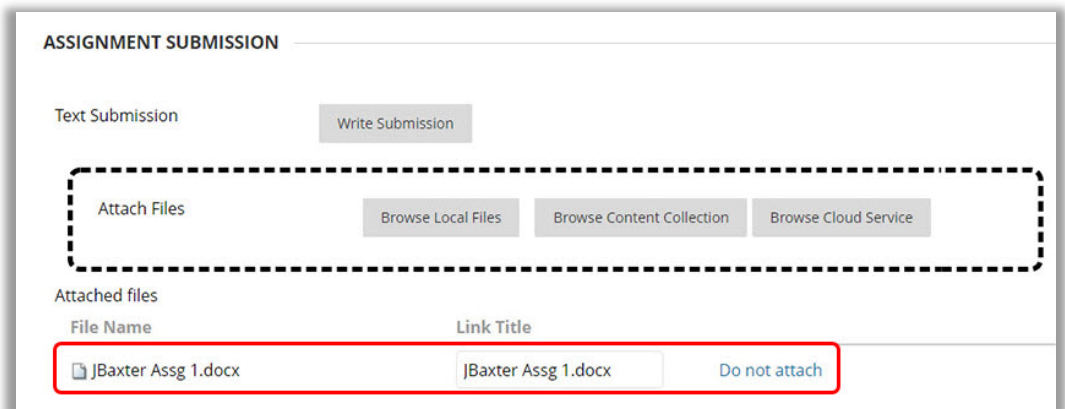 ASSIGNMENT SUBMISSION
Text Submission Write Submission
Attach Files Browse Local Files Browse Content Collection Browse Cloud Service
Attached files
File Name Link Title
JBaxter Assg 1.docx JBaxter Assg 1.docx Do not attach